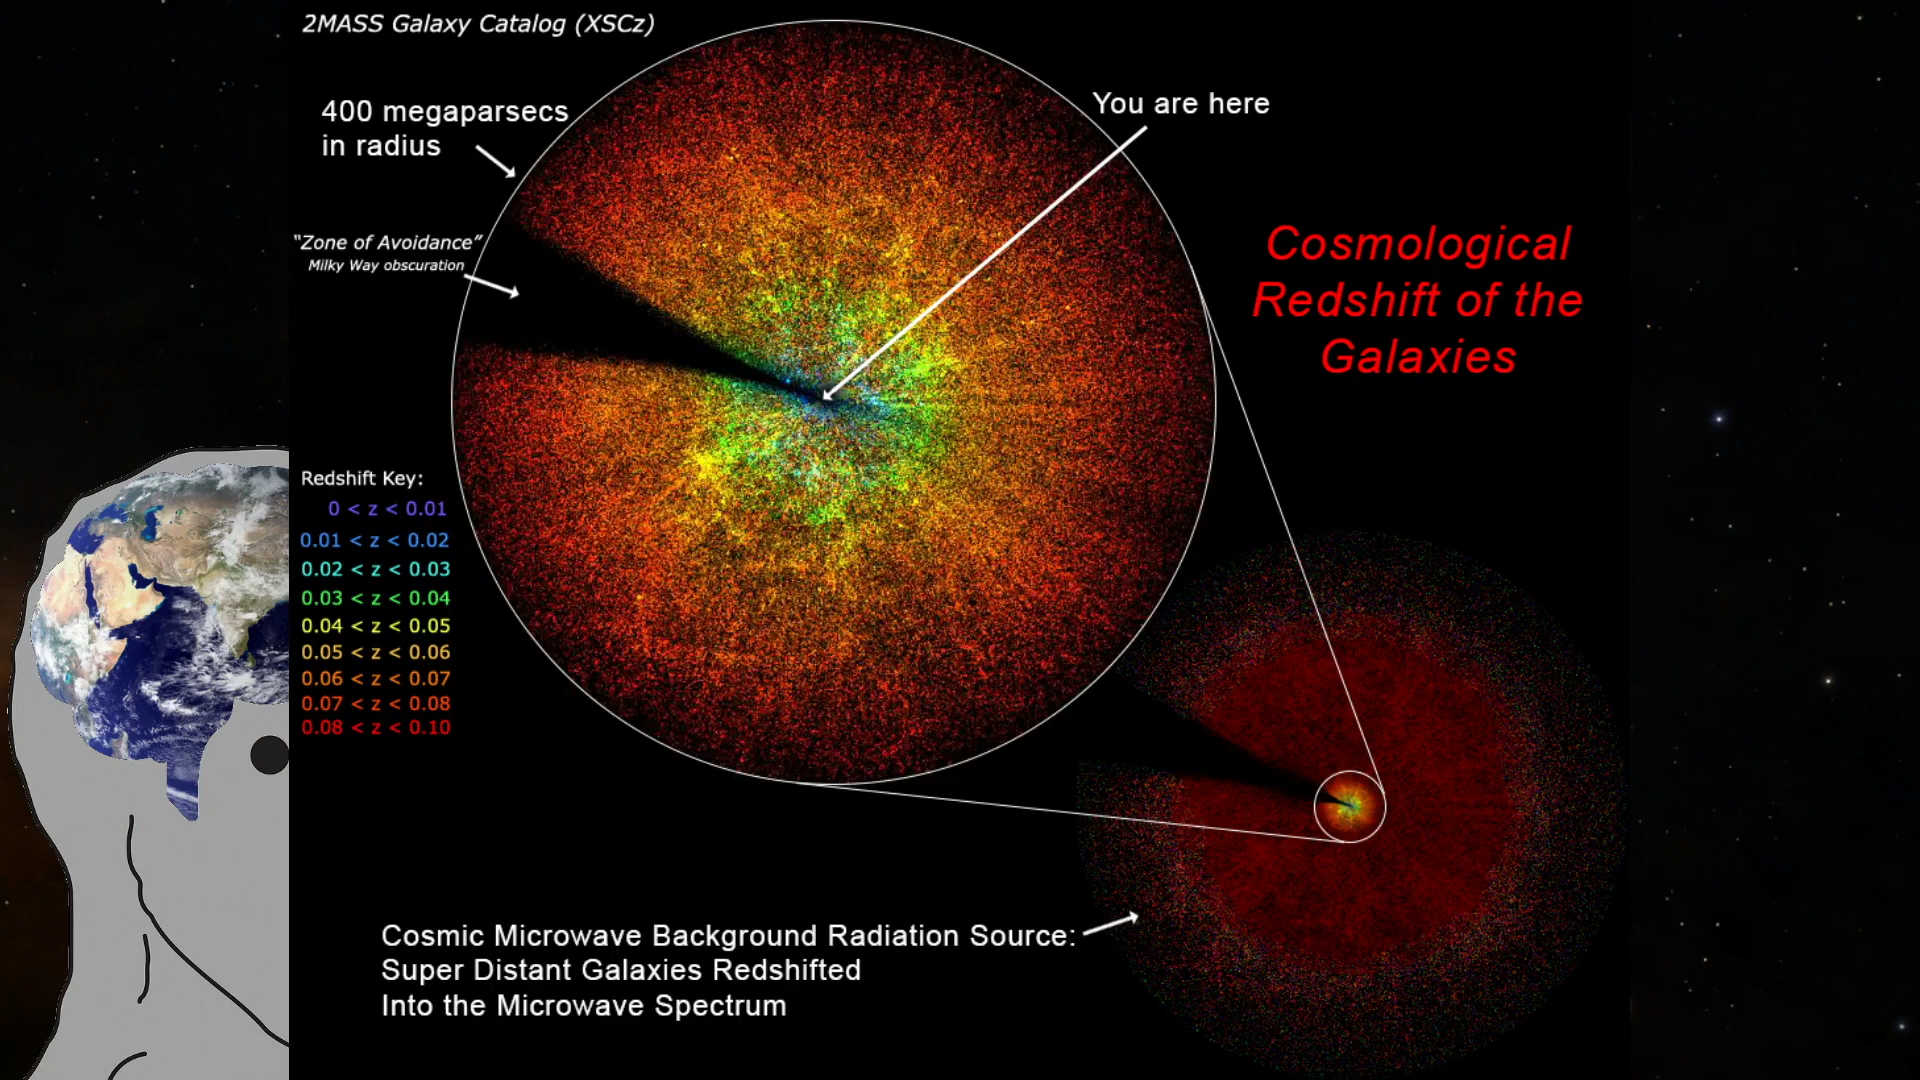 2MASS Galaxy Catalog (XSCz)
400 megaparsecs
in radius
You are here
"Zone of Avoidance"
Milky Way obscuration
Cosmological
Redshift of the
Galaxies
Redshift Key:
0 < z < 0.01
0.01 < z < 0.02
0.02 < z < 0.03
0.03 < z < 0.04
0.04 < z < 0.05
0.05 < z < 0.06
0.06 < z < 0.07
0.07 < z < 0.08
0.08 < z < 0.10
Cosmic Microwave Background Radiation Source:
Super Distant Galaxies Redshifted
Into the Microwave Spectrum